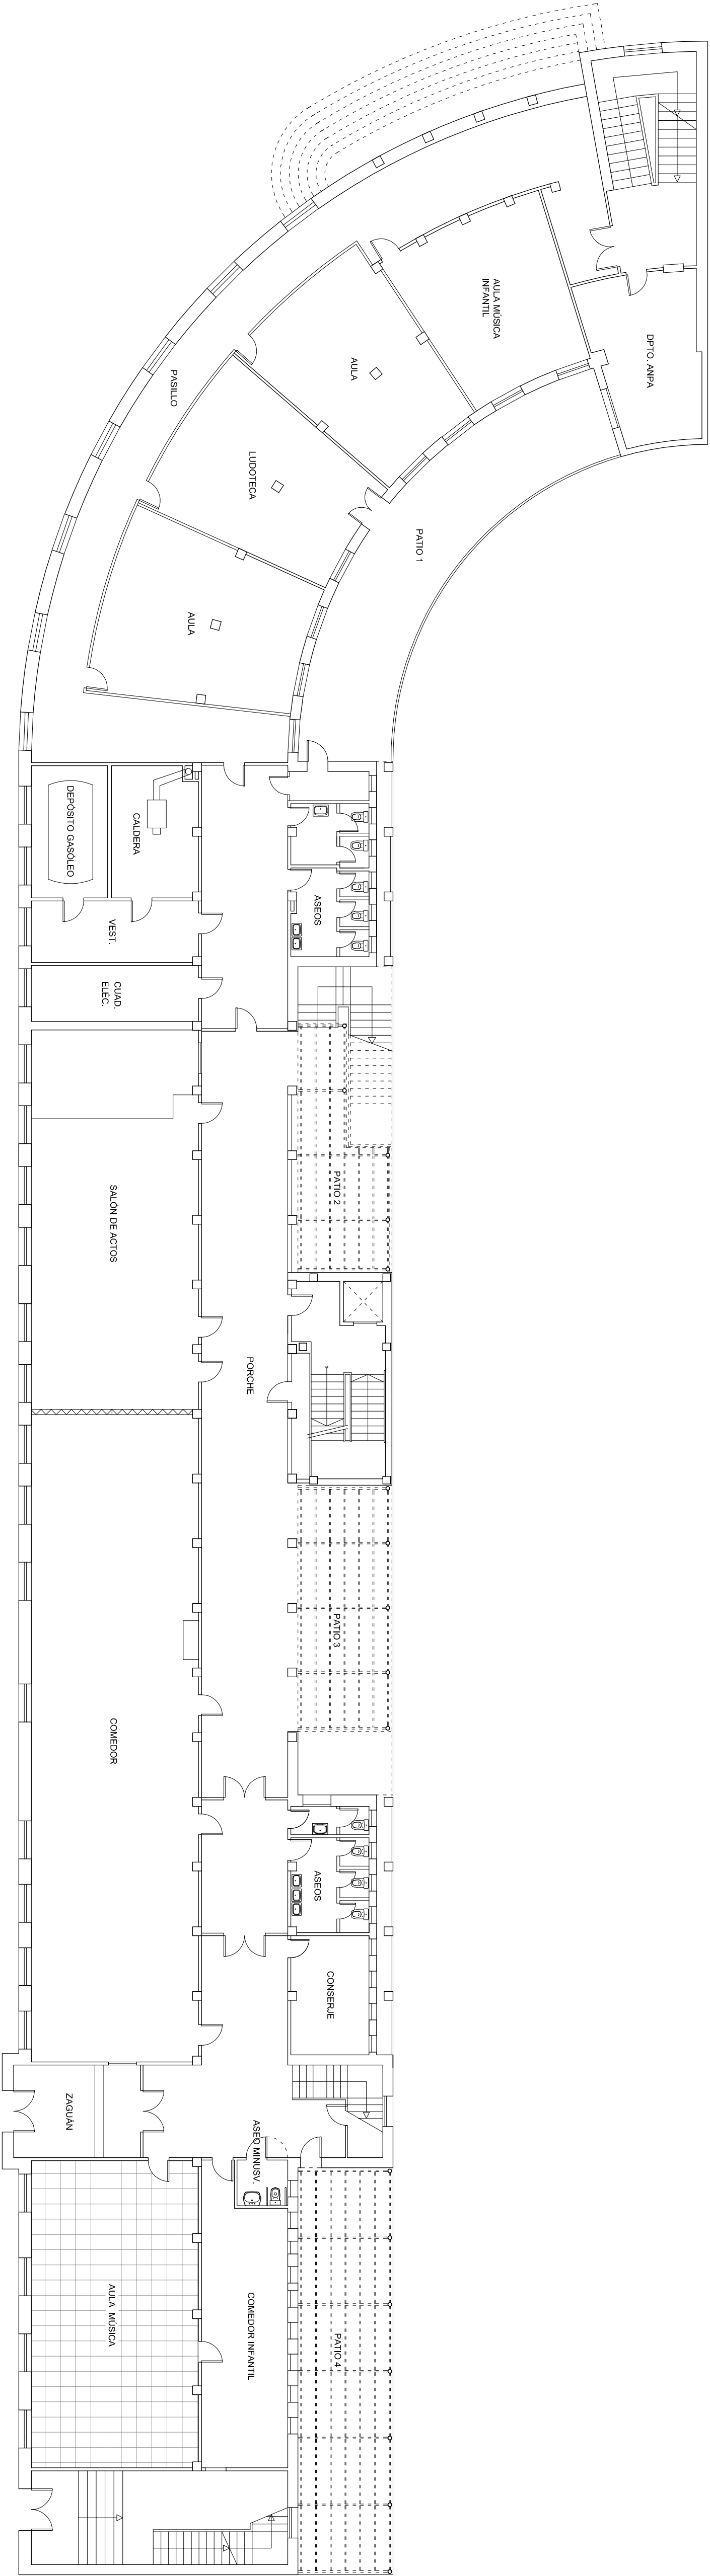 DPTO. ANPA
AULA MÚSICA
INFANTIL
AULA
PASILLO
LUDOTECA
PATIO 1
AULA
DEPÓSITO GASÓLEO
CALDERA
ASEOS
VEST.
CUAD.
ELÉC.
PATIO 2
SALÓN DE ACTOS
PORCHE
PATIO 3
COMEDOR
ASEOS
CONSERJE
ZAGUÁN
ASEO MINUSV.
AULA MÚSICA
COMEDOR INFANTIL
PATIO 4